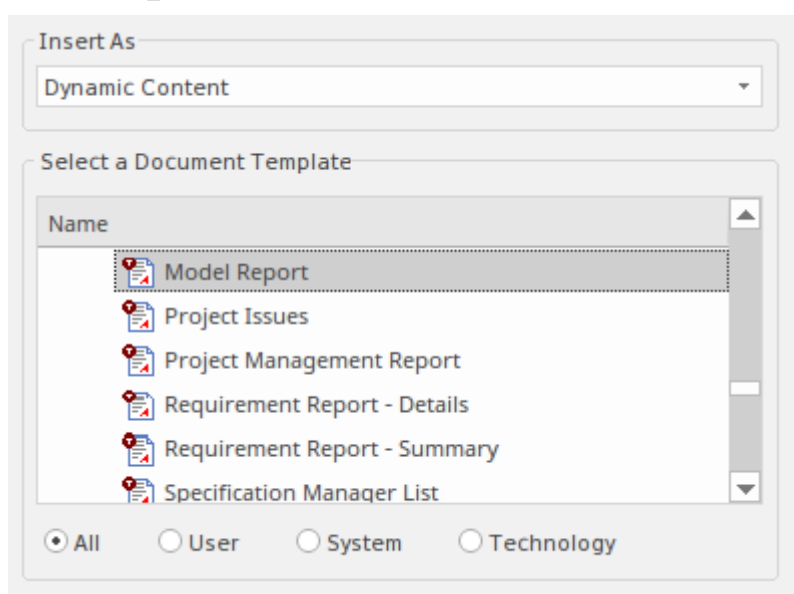 Insert As
Dynamic Content
Select a Document Template
Name
Model Report
Project Issues
Project Management Report
Requirement Report - Details
Requirement Report - Summary
Specification Manager List
All User System Technology